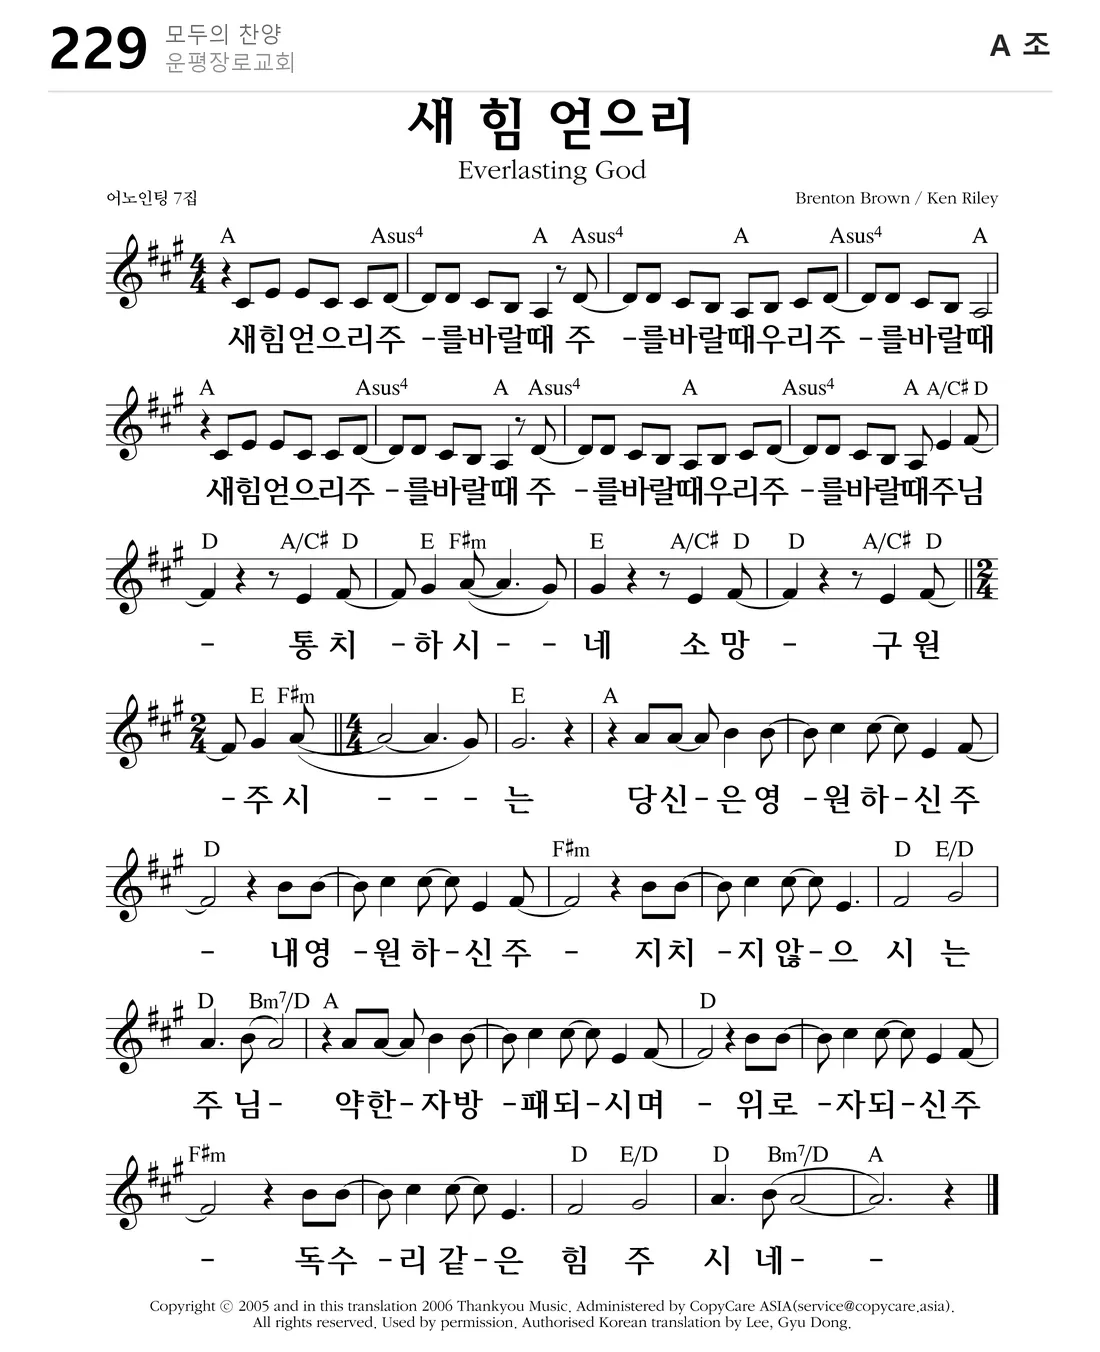 229 모두의 찬양
운평장로교회
A 조
새 힘 얻으리
Everlasting God
어노인팅 7집
Brenton Brown / Ken Riley
A Asus4 A Asus4 A Asus4 A
새힘얻으리주 -를바랄때 주 -를바랄때우리주 -를바랄때
A Asus4 A Asus4 A Asus4 A A/C# D
새힘얻으리주 -를바랄때 주 -를바랄때우리주 -를바랄때주님
D A/C# D E F#m E A/C# D D A/C# D
- 통 치 -하 시 - - 네 소 망 - 구 원
E F#m E A
- 주 시 - - - 는 당신-은영 -원하-신주
D F#m D E/D
- 내영 -원하-신주 - 지치 -지않-으 시 는
D Bm7/D A D
주 님- 약한-자방 -패되-시며 - 위로 -자되-신주
F#m D E/D D Bm7/D A
- 독수 -리같-은 힘 주 시 네- -
Copyright ⓒ 2005 and in this translation 2006 Thankyou Music. Administered by CopyCare ASIA(service@copycare.asia).
All rights reserved. Used by permission. Authorised Korean translation by Lee, Gyu Dong.